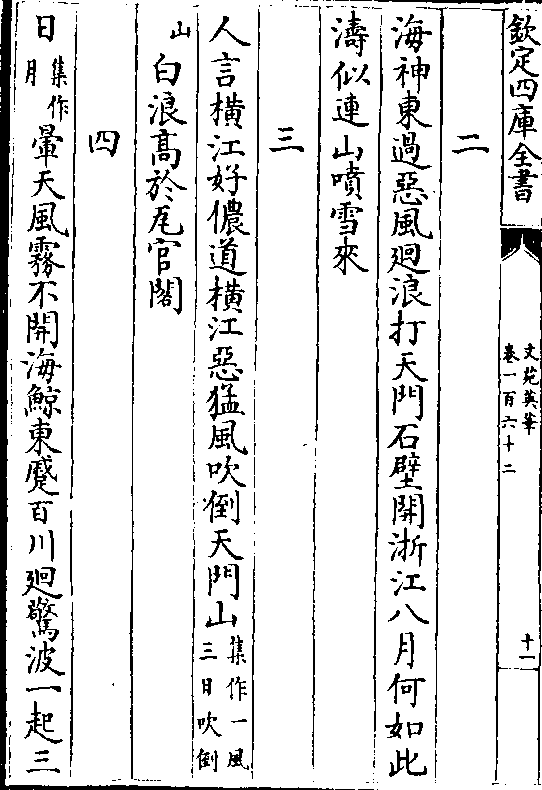 欽定四庫全書
文苑英華
卷一百六十二
十一
二
海神東過惡風廻浪打天門石壁開浙江八月何如此
濤似連山噴雪來
三
人言橫江好儂道橫江惡猛風吹倒天門山集作一風三日吹倒
山白浪高於瓦官閣
四
日集作月暈天風霧不開海鯨東蹙百川廻驚波一起三